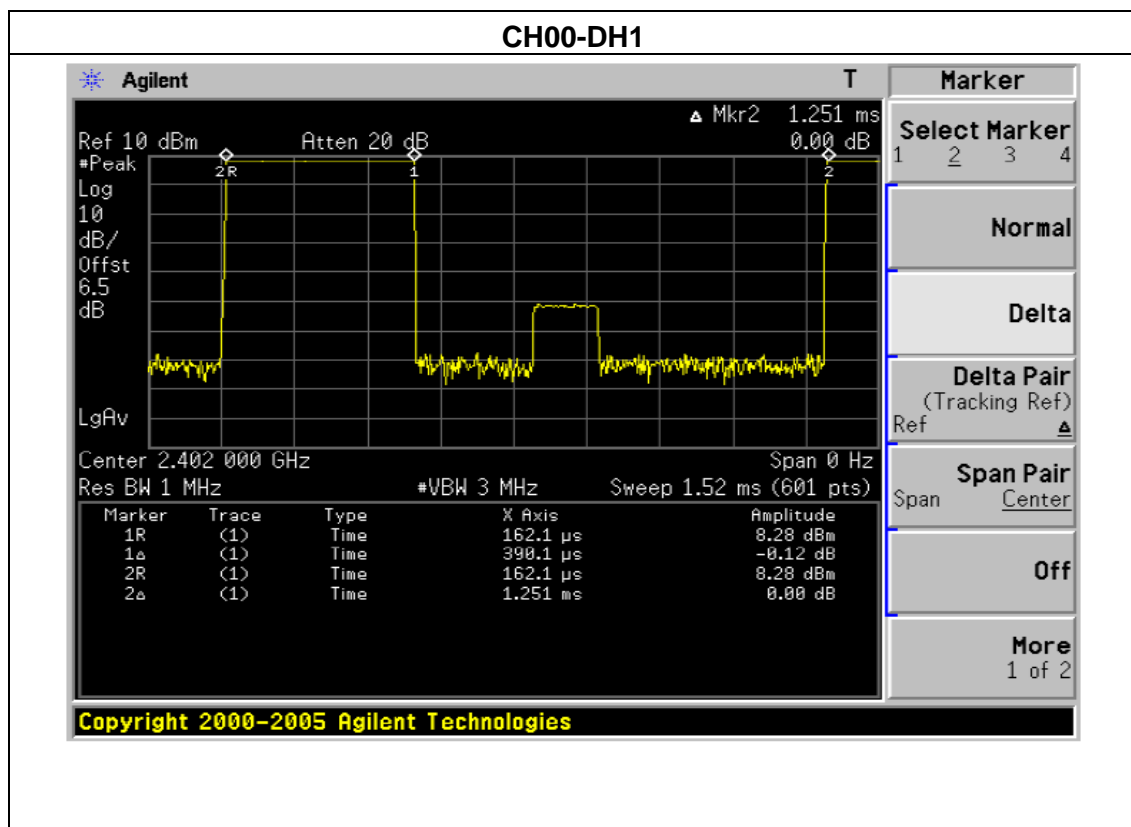 CH00-DH1
Agilent T
Δ Mkr2 1.251 ms
Ref 10 dBm Atten 20 dB 0.00 dB
#Peak
Log
10
dB/
Offst
6.5
dB
LgAv
2R 1 2
Center 2.402 000 GHz Span 0 Hz
Res BW 1 MHz #VBW 3 MHz Sweep 1.52 ms (601 pts)
Marker Trace Type X Axis Amplitude
1R (1) Time 162.1 µs 8.28 dBm
1Δ (1) Time 390.1 µs -0.12 dB
2R (1) Time 162.1 µs 8.28 dBm
2Δ (1) Time 1.251 ms 0.00 dB
Copyright 2000-2005 Agilent Technologies
Marker
Select Marker
1 2 3 4
Normal
Delta
Delta Pair
(Tracking Ref)
Ref Δ
Span Pair
Span Center
Off
More
1 of 2